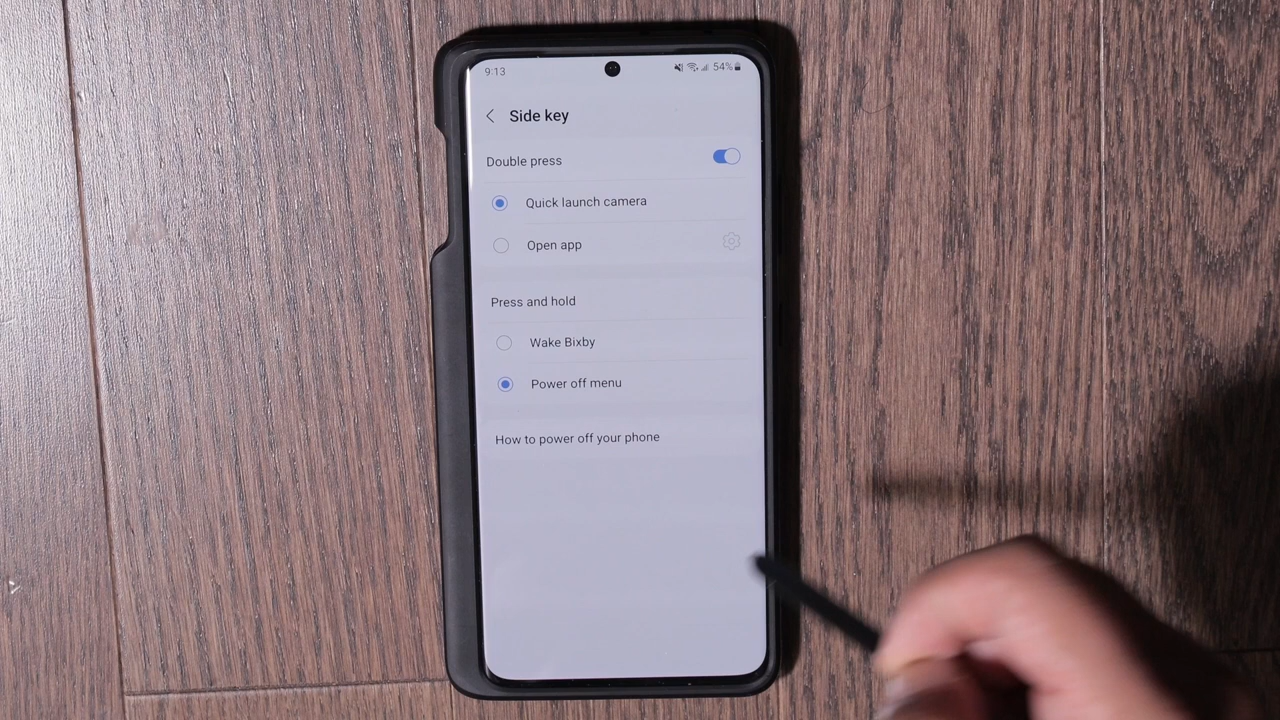 9:13
54%
Side key
Double press
Quick launch camera
Open app
Press and hold
Wake Bixby
Power off menu
How to power off your phone